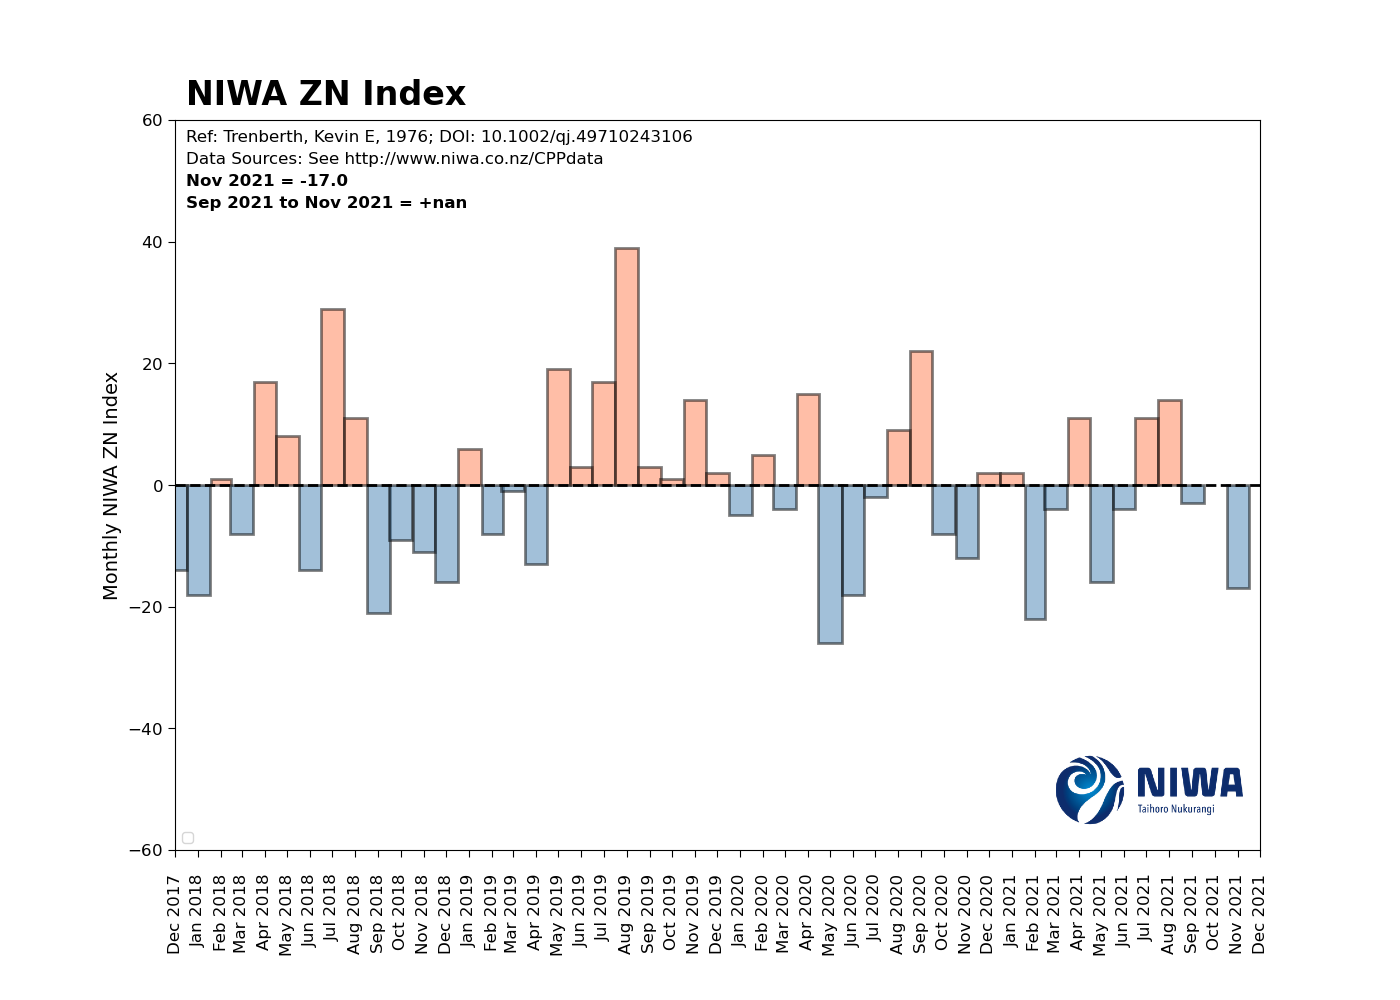 NIWA ZN Index
Ref: Trenberth, Kevin E, 1976; DOI: 10.1002/qj.49710243106
Data Sources: See http://www.niwa.co.nz/CPPdata
Nov 2021 = -17.0
Sep 2021 to Nov 2021 = +nan
Monthly NIWA ZN Index
60
40
20
0
−20
−40
−60
NIWA
Taihoro Nukurangi
Dec 2017
Jan 2018
Feb 2018
Mar 2018
Apr 2018
May 2018
Jun 2018
Jul 2018
Aug 2018
Sep 2018
Oct 2018
Nov 2018
Dec 2018
Jan 2019
Feb 2019
Mar 2019
Apr 2019
May 2019
Jun 2019
Jul 2019
Aug 2019
Sep 2019
Oct 2019
Nov 2019
Dec 2019
Jan 2020
Feb 2020
Mar 2020
Apr 2020
May 2020
Jun 2020
Jul 2020
Aug 2020
Sep 2020
Oct 2020
Nov 2020
Dec 2020
Jan 2021
Feb 2021
Mar 2021
Apr 2021
May 2021
Jun 2021
Jul 2021
Aug 2021
Sep 2021
Oct 2021
Nov 2021
Dec 2021